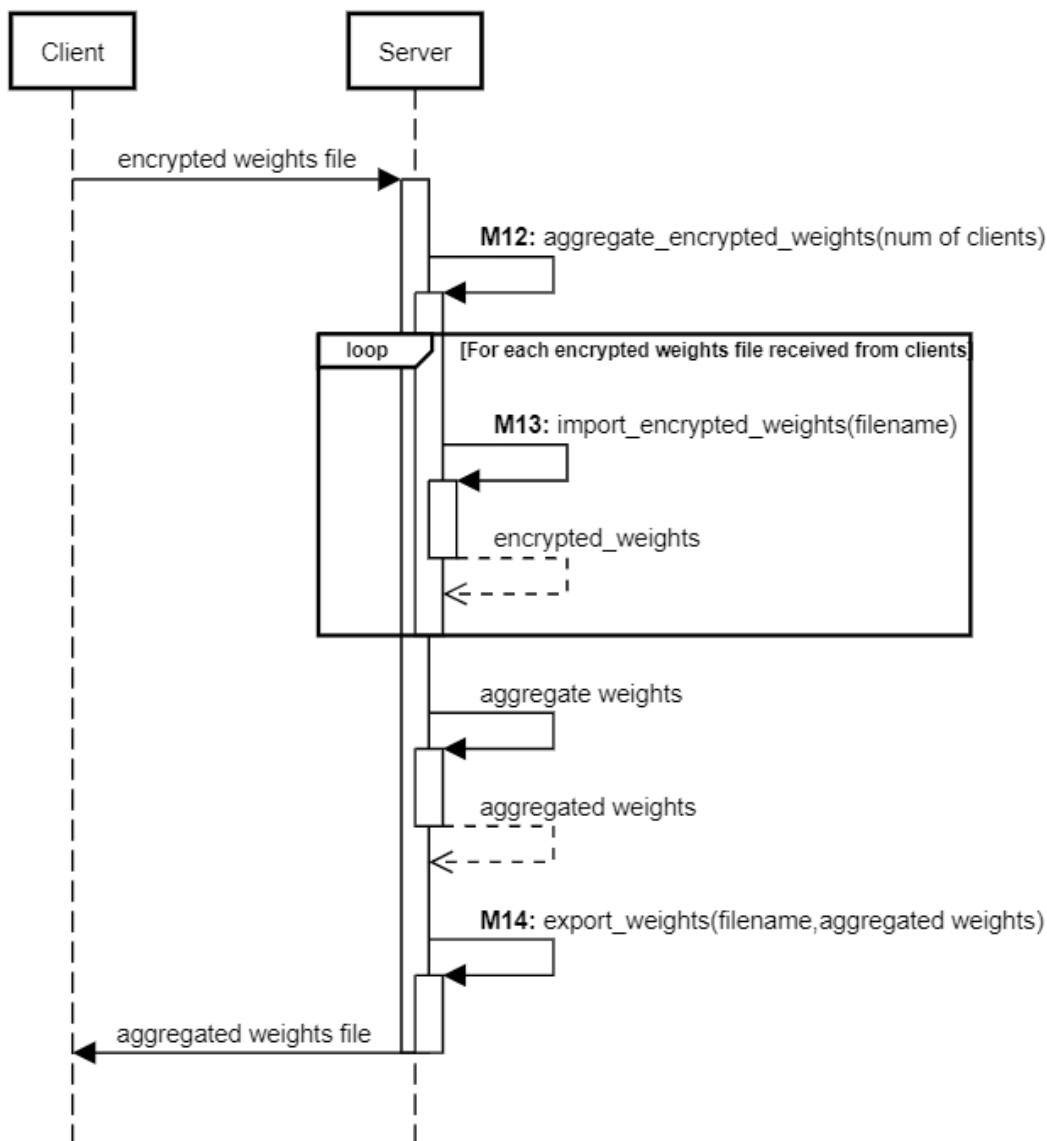 Client
Server
encrypted weights file
M12: aggregate_encrypted_weights(num of clients)
loop
[For each encrypted weights file received from clients]
M13: import_encrypted_weights(filename)
encrypted_weights
aggregate weights
aggregated weights
M14: export_weights(filename,aggregated weights)
aggregated weights file